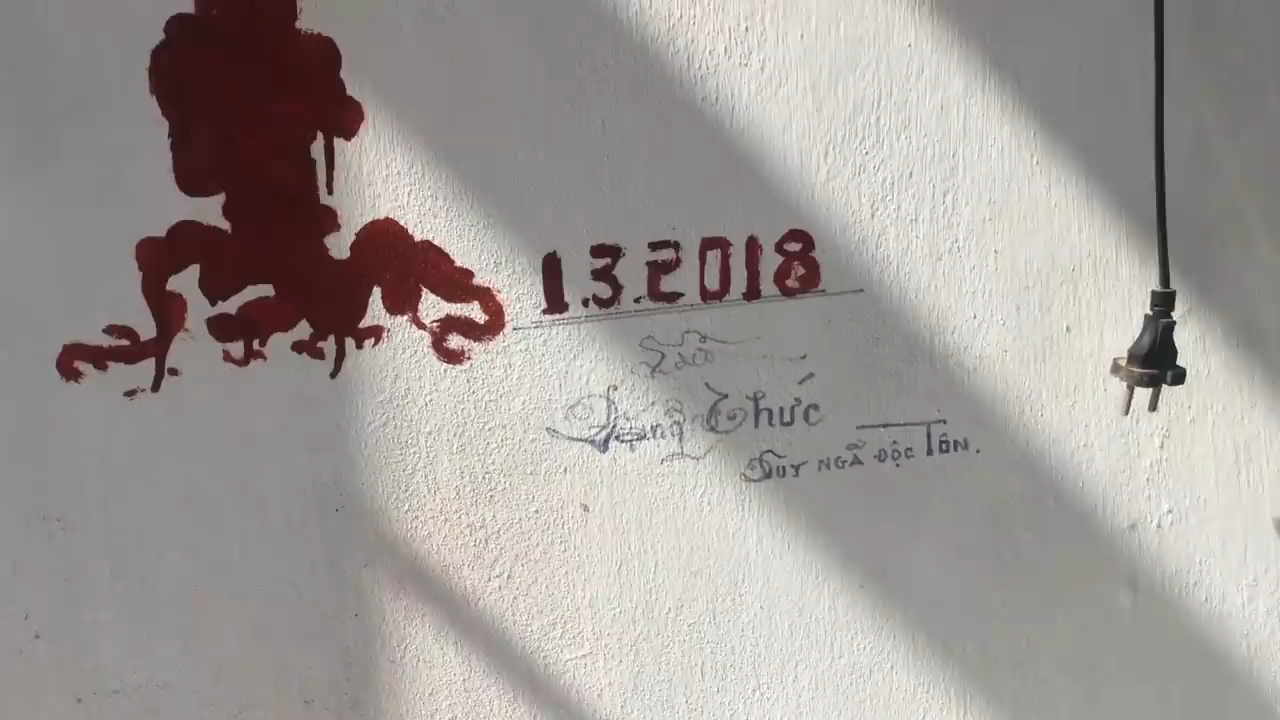 1.3.2018
Thức
Duy NGÃ ĐỘC TÔN.